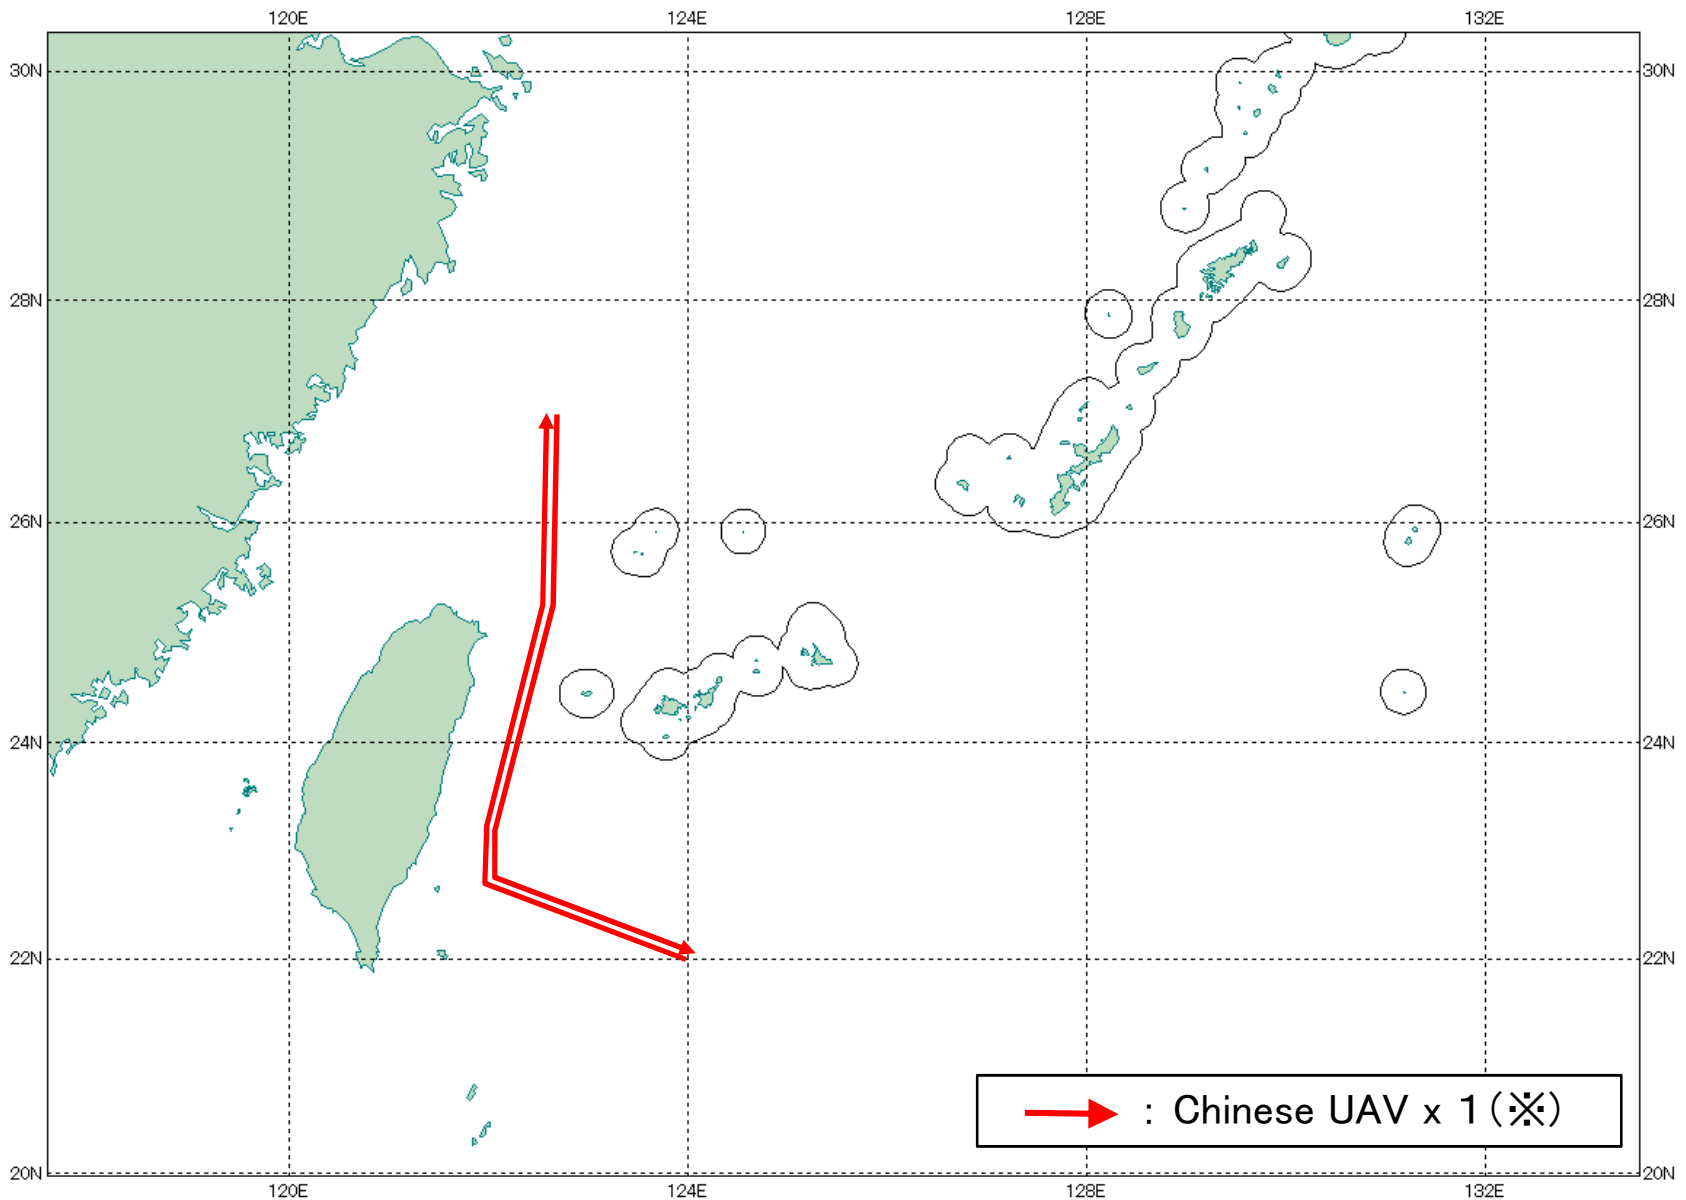 120E 124E 128E 132E
30N 30N
28N 28N
26N 26N
24N 24N
22N 22N
: Chinese UAV x 1(※)
20N 20N
120E 124E 128E 132E